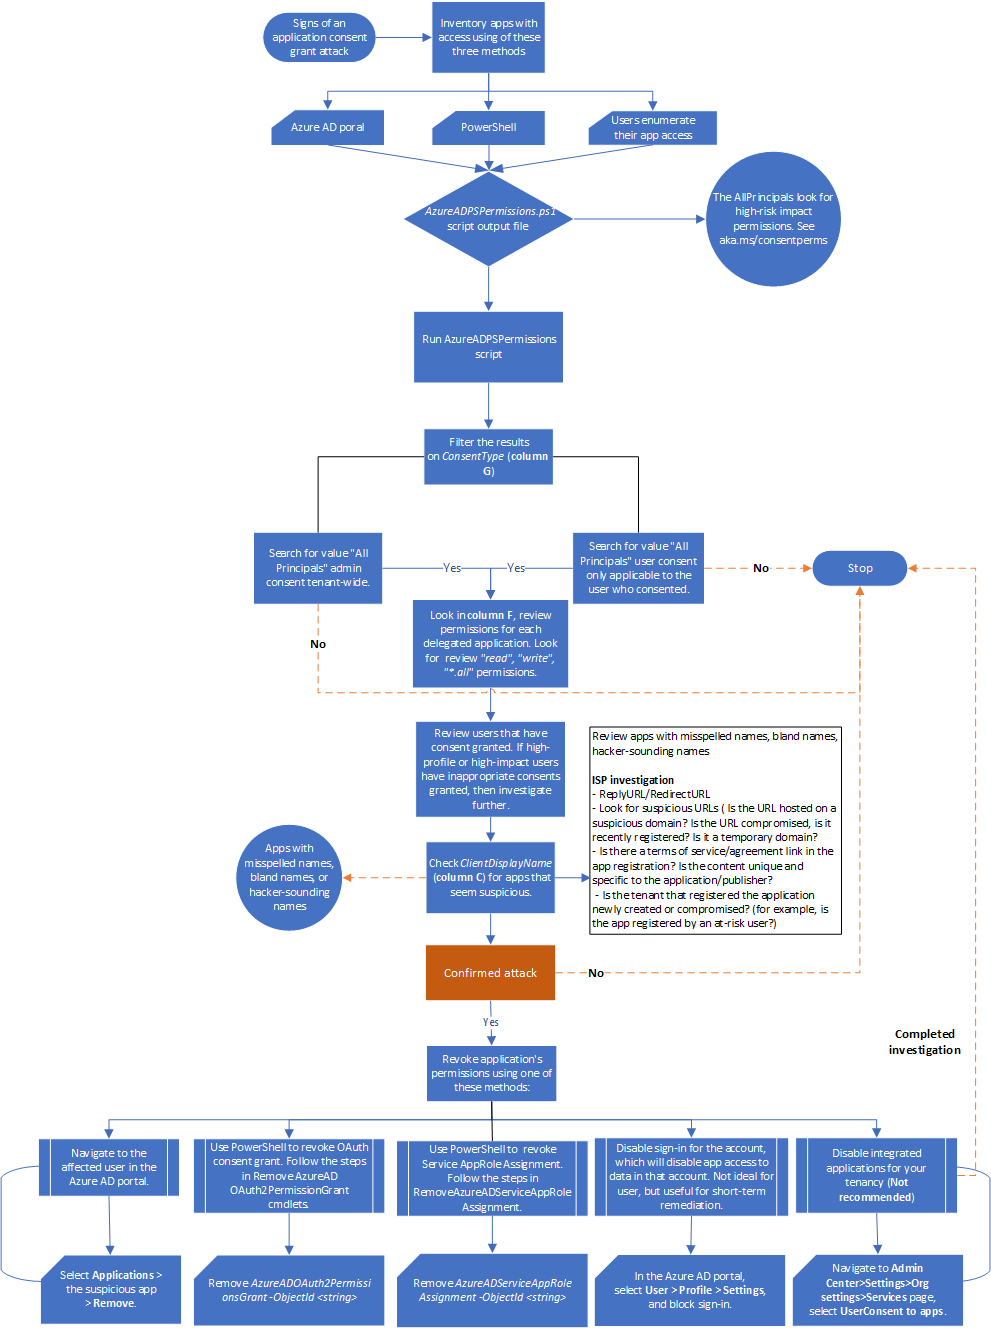 Signs of an
application consent
grant attack
Inventory apps with
access using of these
three methods
Azure AD poral
PowerShell
Users enumerate
their app access
AzureADPSPermissions.ps1
script output file
The AllPrincipals look for
high-risk impact
permissions. See
aka.ms/consentperms
Run AzureADPSPermissions
script
Filter the results
on ConsentType (column
G)
Search for value "All
Principals" admin
consent tenant-wide.
Yes
Yes
Search for value "All
Principals" user consent
only applicable to the
user who consented.
No
Stop
No
Look in column F, review
permissions for each
delegated application. Look
for review "read", "write",
"*.all" permissions.
Review users that have
consent granted. If high-
profile or high-impact users
have inappropriate consents
granted, then investigate
further.
Review apps with misspelled names, bland names,
hacker-sounding names
ISP investigation
- ReplyURL/RedirectURL
- Look for suspicious URLs ( Is the URL hosted on a
suspicious domain? Is the URL compromised, is it
recently registered? Is it a temporary domain?
- Is there a terms of service/agreement link in the
app registration? Is the content unique and
specific to the application/publisher?
- Is the tenant that registered the application
newly created or compromised? (for example, is
the app registered by an at-risk user?)
Apps with
misspelled names,
bland names, or
hacker-sounding
names
Check ClientDisplayName
(column C) for apps that
seem suspicious.
Confirmed attack
No
Yes
Completed
investigation
Revoke application's
permissions using one of
these methods:
Navigate to the
affected user in the
Azure AD portal.
Use PowerShell to revoke OAuth
consent grant. Follow the steps
in Remove AzureAD
OAuth2PermissionGrant
cmdlets.
Use PowerShell to revoke
Service AppRole Assignment.
Follow the steps in
RemoveAzureADServiceAppRole
Assignment.
Disable sign-in for the account,
which will disable app access to
data in that account. Not ideal for
user, but useful for short-term
remediation.
Disable integrated
applications for your
tenancy (Not
recommended)
Select Applications >
the suspicious app
> Remove.
Remove AzureADOAuth2Permissi
onsGrant -ObjectId <string>
Remove AzureADServiceAppRole
Assignment -ObjectId <string>
In the Azure AD portal,
select User > Profile > Settings,
and block sign-in.
Navigate to Admin
Center>Settings>Org
settings>Services page,
select UserConsent to apps.